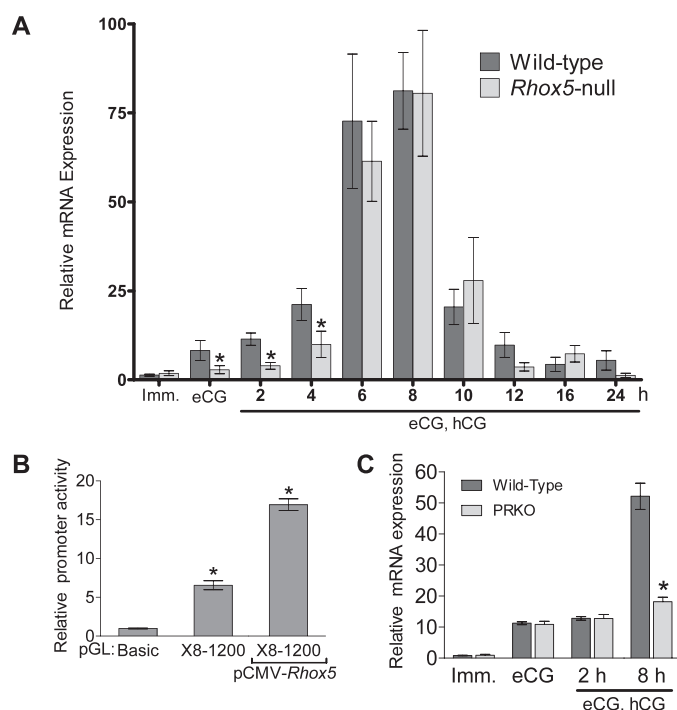 A
100
75
50
25
0
Relative mRNA Expression
Wild-type
Rhox5-null
*
*
*
Imm. eCG 2 4 6 8 10 12 16 24 h
eCG, hCG
B
20
15
10
5
0
Relative promoter activity
*
*
pGL: Basic X8-1200 X8-1200
pCMV-Rhox5
C
60
50
40
30
20
10
0
Relative mRNA expression
Wild-Type
PRKO
*
Imm. eCG 2 h 8 h
eCG, hCG